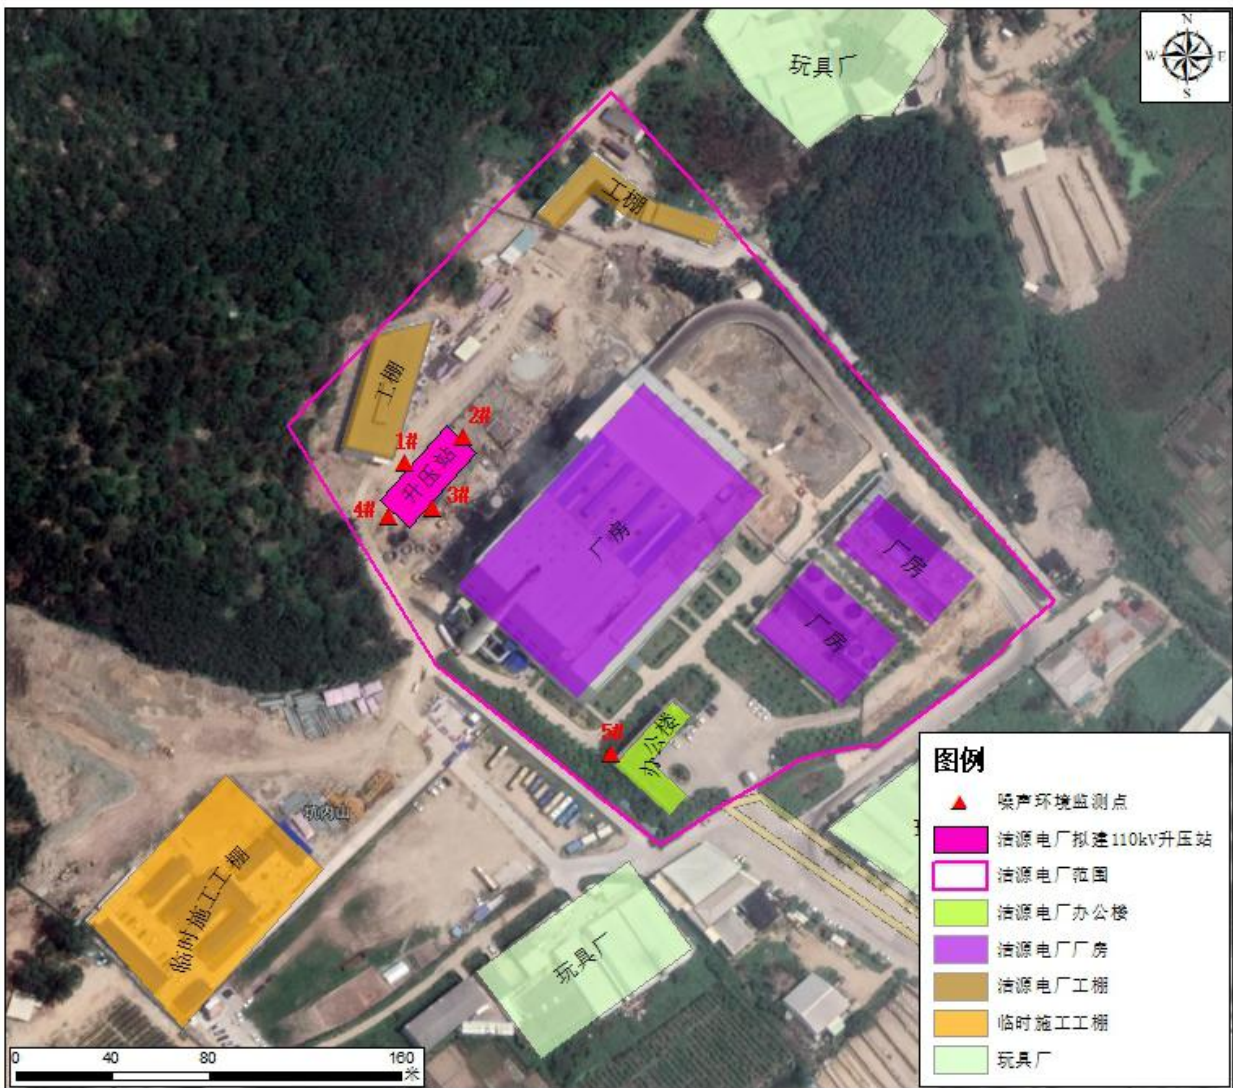 N
W E
S
玩具厂
工棚
工棚
2#
1#
升压站
3#
4#
厂房
厂房
厂房
5#
办公楼
坑内山
临时施工工棚
玩具厂
图例
噪声环境监测点
洁源电厂拟建110kv升压站
洁源电厂范围
洁源电厂办公楼
洁源电厂厂房
洁源电厂工棚
临时施工工棚
玩具厂
0 40 80 160
米